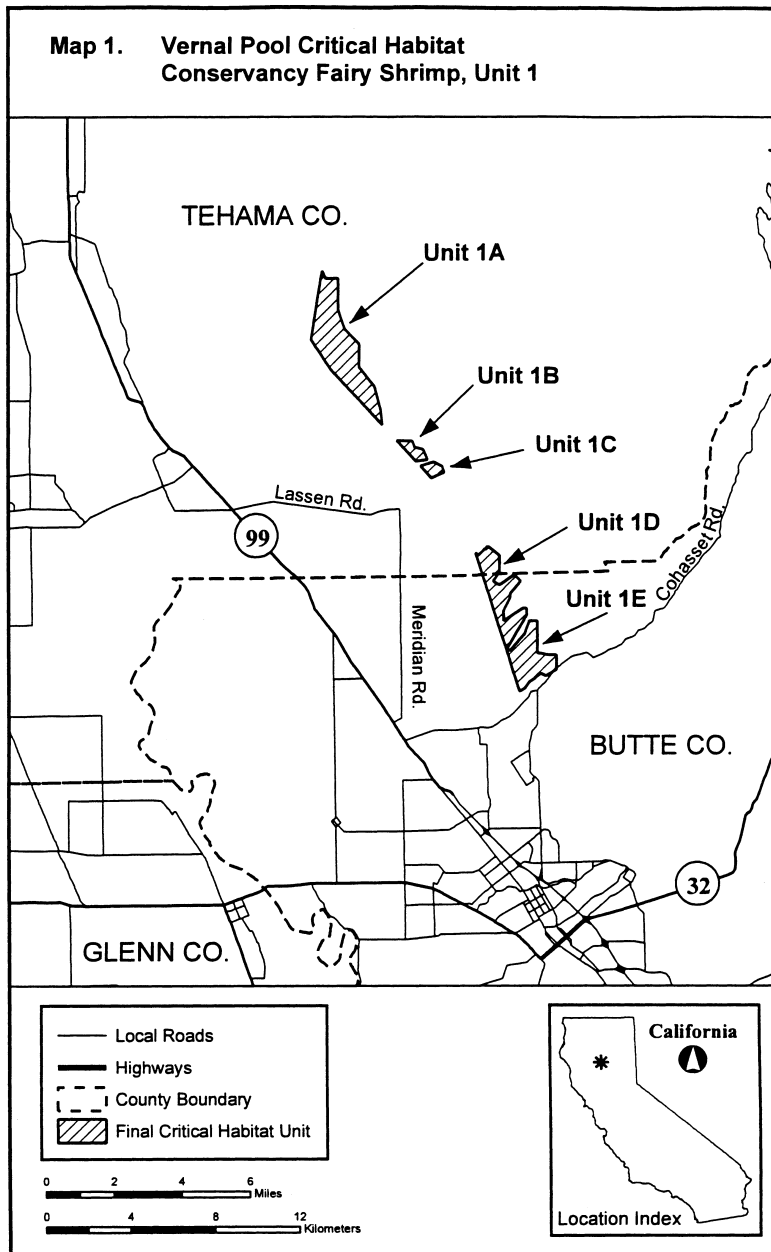 Map 1. Vernal Pool Critical Habitat
Conservancy Fairy Shrimp, Unit 1
TEHAMA CO.
Unit 1A
Unit 1B
Unit 1C
Lassen Rd.
99
Unit 1D
Cohasset Rd.
Unit 1E
Meridian Rd.
BUTTE CO.
32
GLENN CO.
Local Roads
Highways
County Boundary
Final Critical Habitat Unit
0 2 4 6
Miles
0 4 8 12
Kilometers
California
Location Index